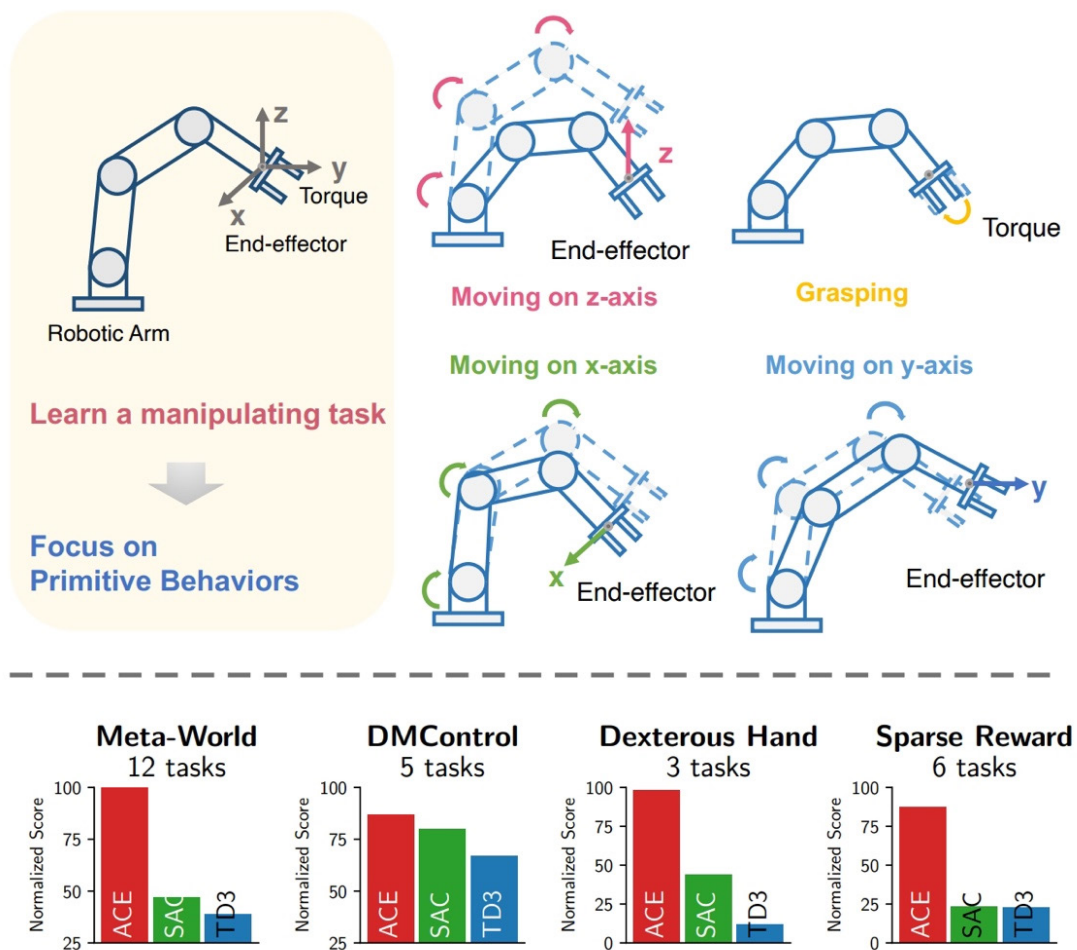 z
y
x
Torque
End-effector
Robotic Arm
Learn a manipulating task
Focus on
Primitive Behaviors
z
End-effector
Moving on z-axis
Torque
Grasping
Moving on x-axis
x
End-effector
Moving on y-axis
y
End-effector
Meta-World
12 tasks
Normalized Score
100
75
50
25
ACE
SAC
TD3
DMControl
5 tasks
Normalized Score
100
75
50
25
ACE
SAC
TD3
Dexterous Hand
3 tasks
Normalized Score
100
75
50
25
0
ACE
SAC
TD3
Sparse Reward
6 tasks
Normalized Score
100
75
50
25
0
ACE
SAC
TD3